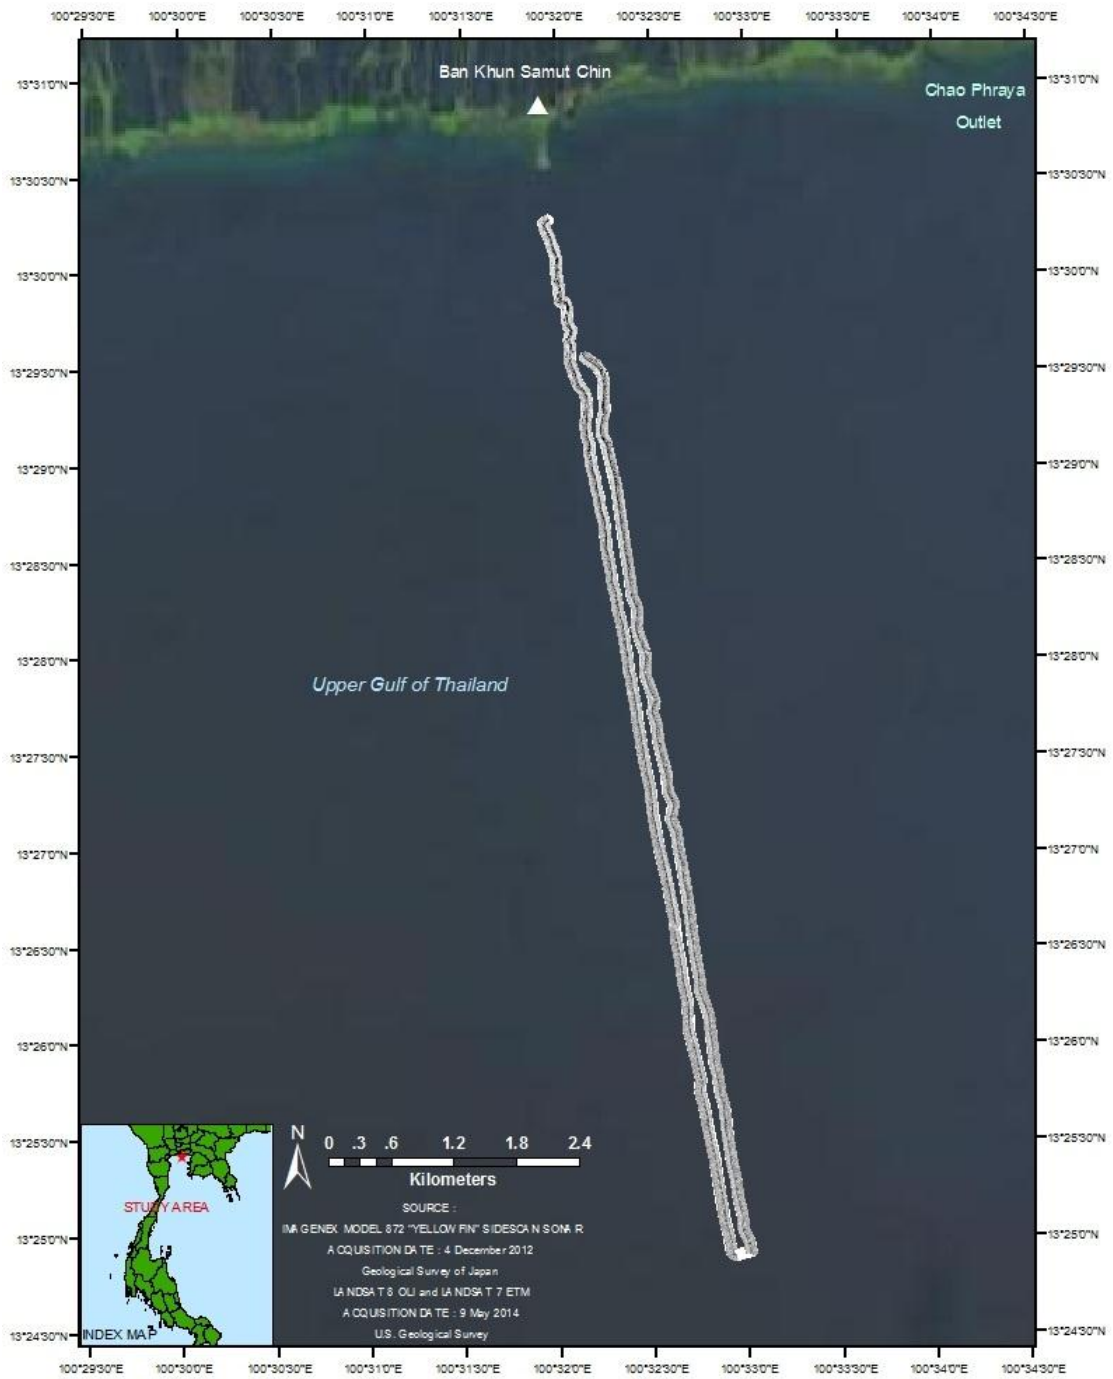 100°29'30"E 100°30'0"E 100°30'30"E 100°31'0"E 100°31'30"E 100°32'0"E 100°32'30"E 100°33'0"E 100°33'30"E 100°34'0"E 100°34'30"E
Ban Khun Samut Chin
13°31'0"N 13°31'0"N
Chao Phraya
Outlet
13°30'30"N 13°30'30"N
13°30'0"N 13°30'0"N
13°29'30"N 13°29'30"N
13°29'0"N 13°29'0"N
13°28'30"N 13°28'30"N
13°28'0"N 13°28'0"N
Upper Gulf of Thailand
13°27'30"N 13°27'30"N
13°27'0"N 13°27'0"N
13°26'30"N 13°26'30"N
13°26'0"N 13°26'0"N
13°25'30"N 13°25'30"N
N
0 .3 .6 1.2 1.8 2.4
Kilometers
STUDY AREA
SOURCE :
IMAGENEX MODEL 872 "YELLOWFIN" SIDESCAN SONAR
ACQUISITION DATE : 4 December 2012
13°25'0"N 13°25'0"N
Geological Survey of Japan
LANDSAT 8 OLI and LANDSAT 7 ETM
ACQUISITION DATE : 9 May 2014
U.S. Geological Survey
INDEX MAP
13°24'30"N 13°24'30"N
100°29'30"E 100°30'0"E 100°30'30"E 100°31'0"E 100°31'30"E 100°32'0"E 100°32'30"E 100°33'0"E 100°33'30"E 100°34'0"E 100°34'30"E